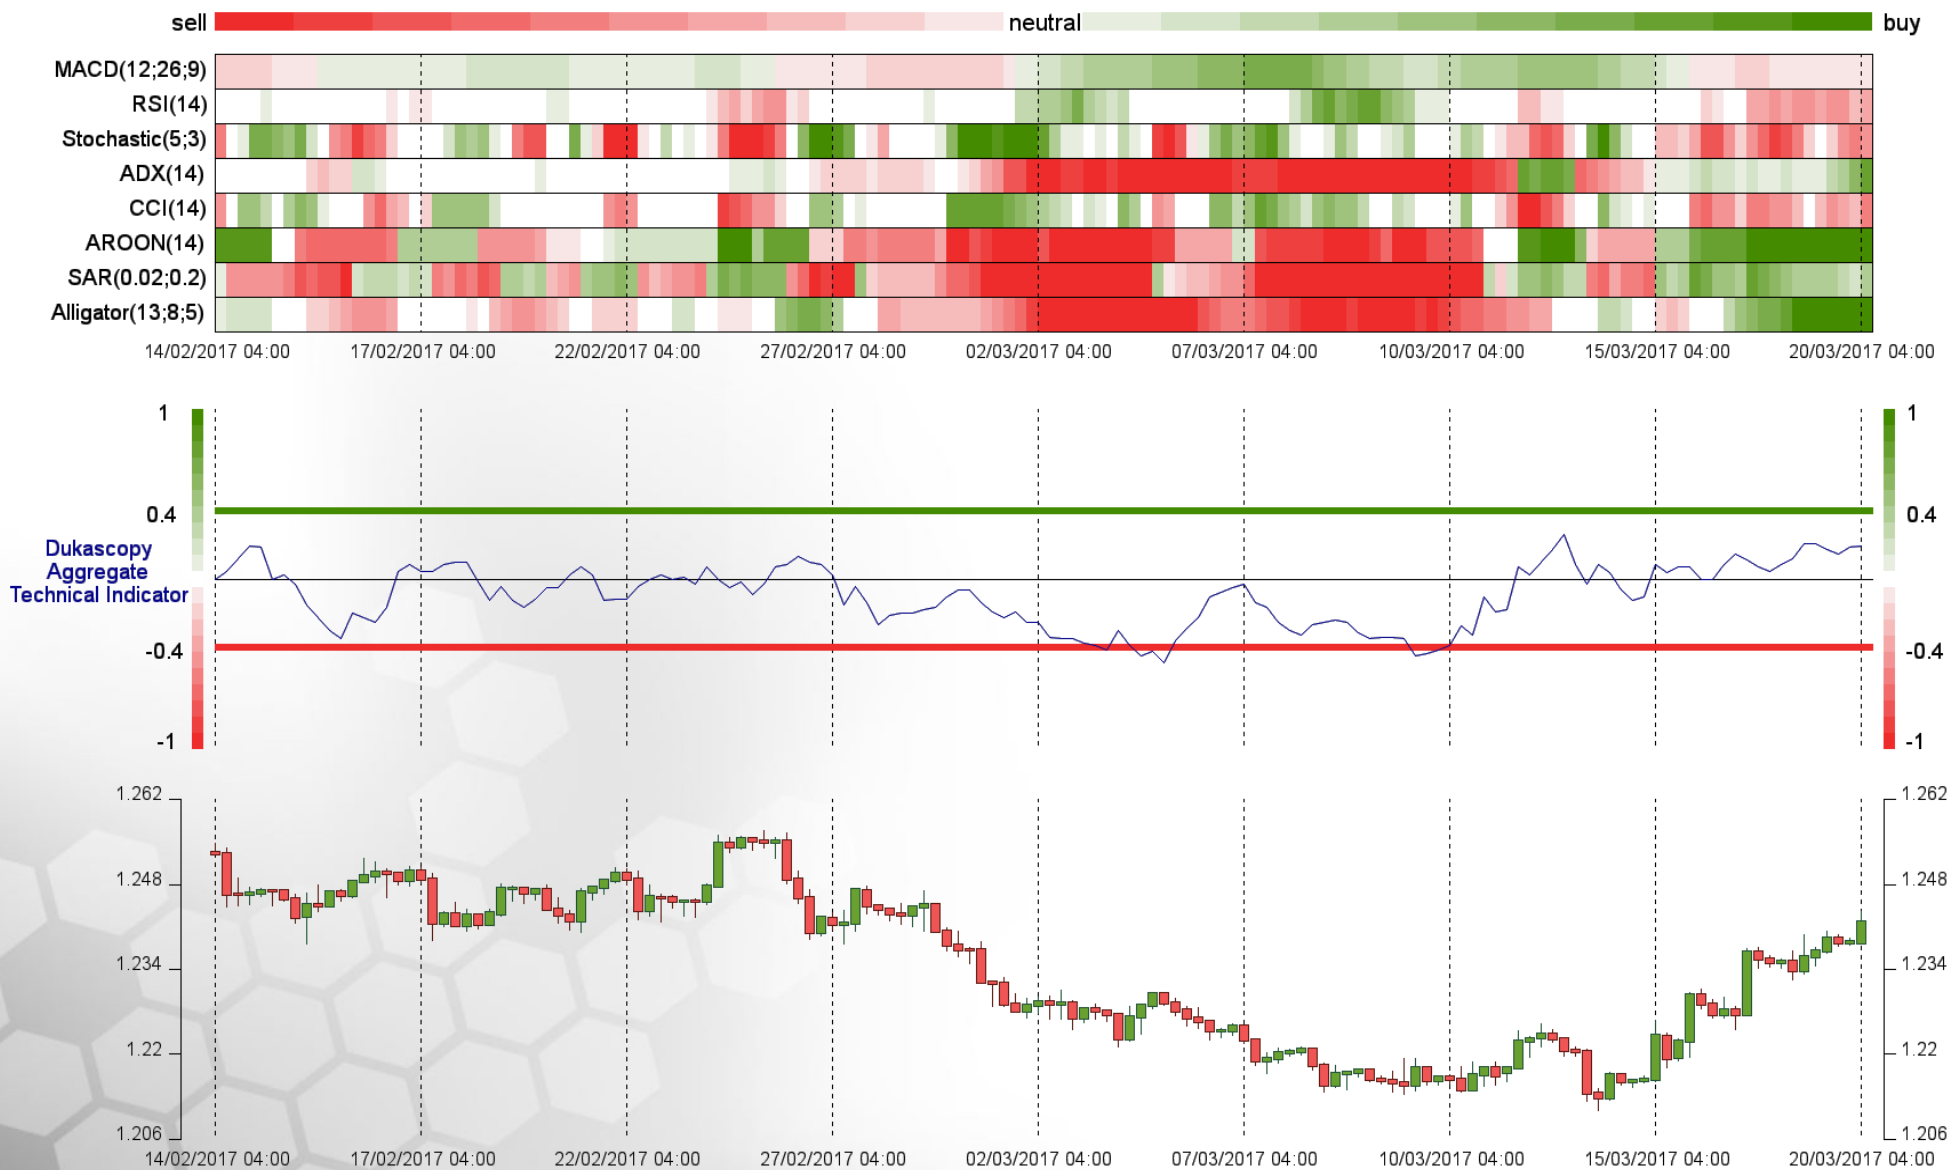 sell neutral buy
MACD(12;26;9)
RSI(14)
Stochastic(5;3)
ADX(14)
CCI(14)
AROON(14)
SAR(0.02;0.2)
Alligator(13;8;5)
14/02/2017 04:00 17/02/2017 04:00 22/02/2017 04:00 27/02/2017 04:00 02/03/2017 04:00 07/03/2017 04:00 10/03/2017 04:00 15/03/2017 04:00 20/03/2017 04:00
1 1
0.4 0.4
Dukascopy
Aggregate
Technical Indicator
-0.4 -0.4
-1 -1
1.262 1.262
1.248 1.248
1.234 1.234
1.22 1.22
1.206 1.206
14/02/2017 04:00 17/02/2017 04:00 22/02/2017 04:00 27/02/2017 04:00 02/03/2017 04:00 07/03/2017 04:00 10/03/2017 04:00 15/03/2017 04:00 20/03/2017 04:00